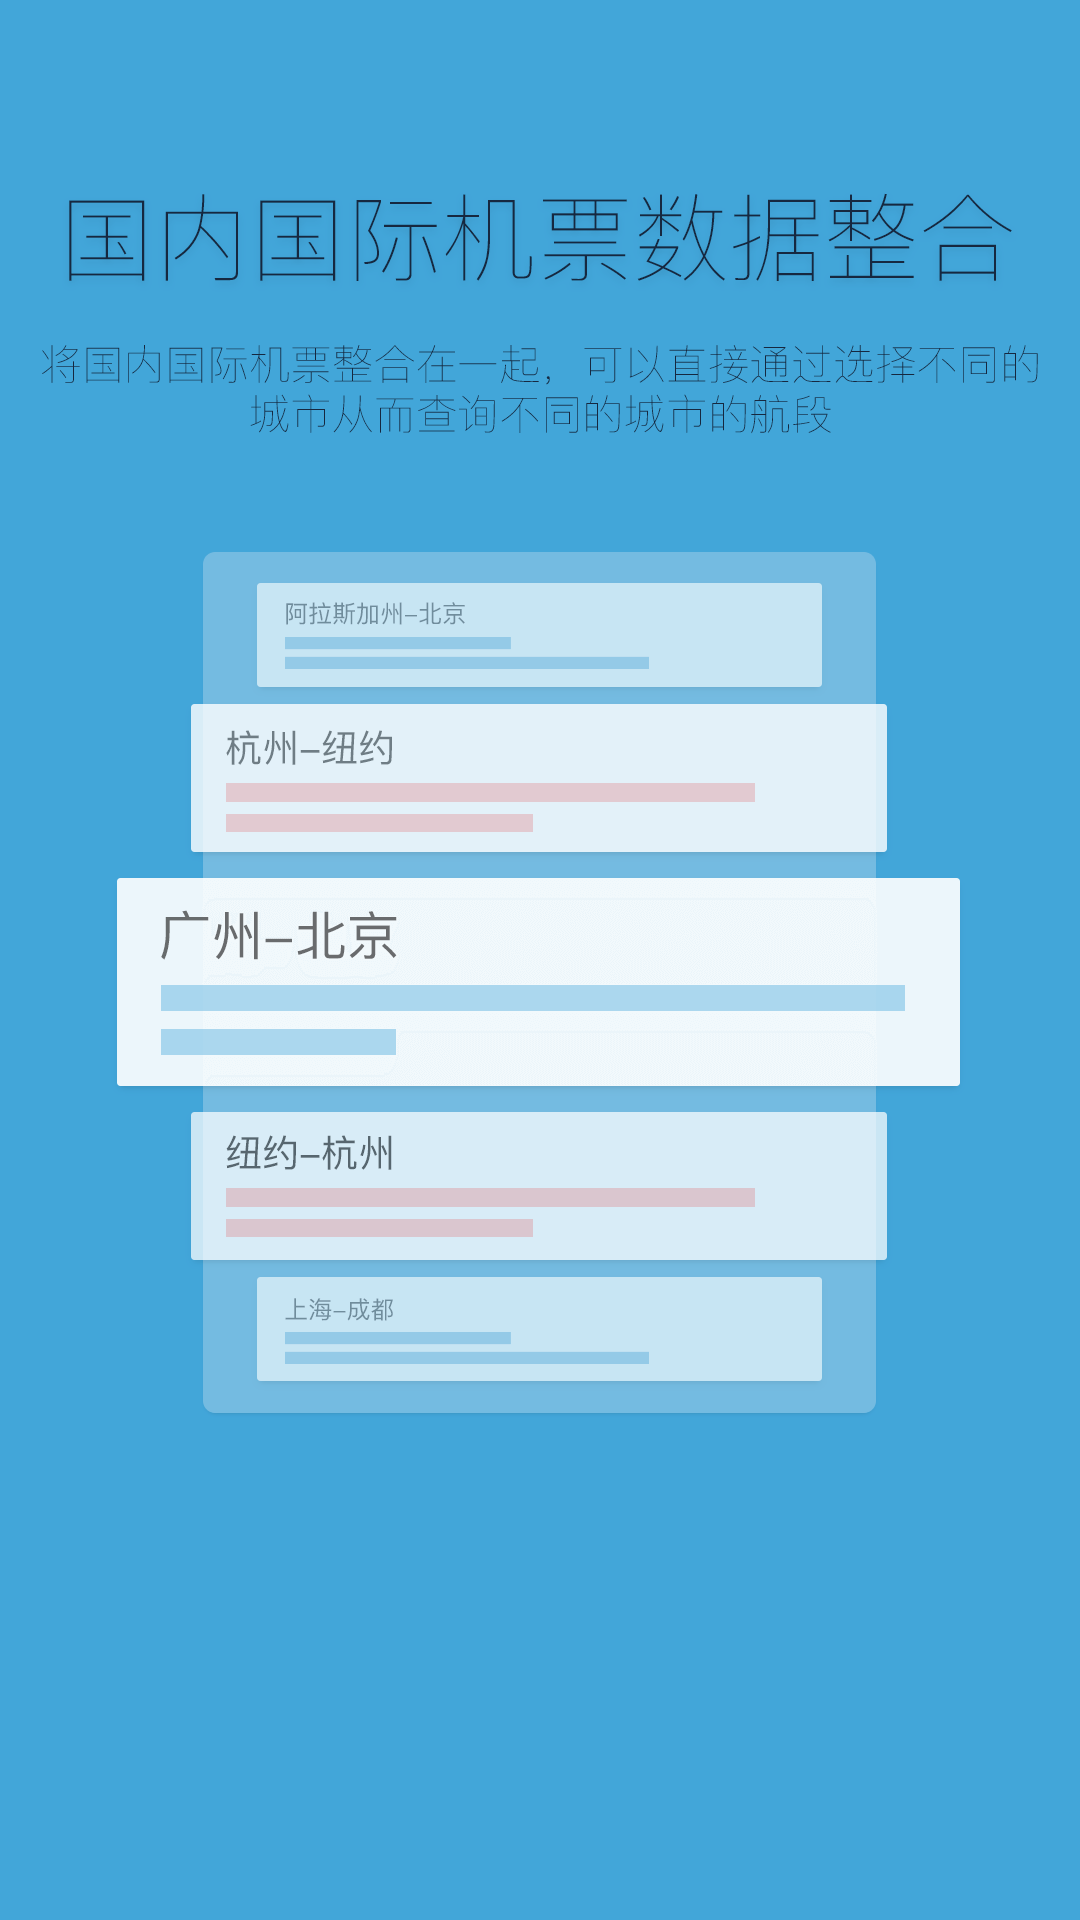 国内国际机票数据整合
将国内国际机票整合在一起，可以直接通过选择不同的
城市从而查询不同的城市的航段
阿拉斯加州–北京
杭州–纽约
广州–北京
纽约–杭州
上海–成都